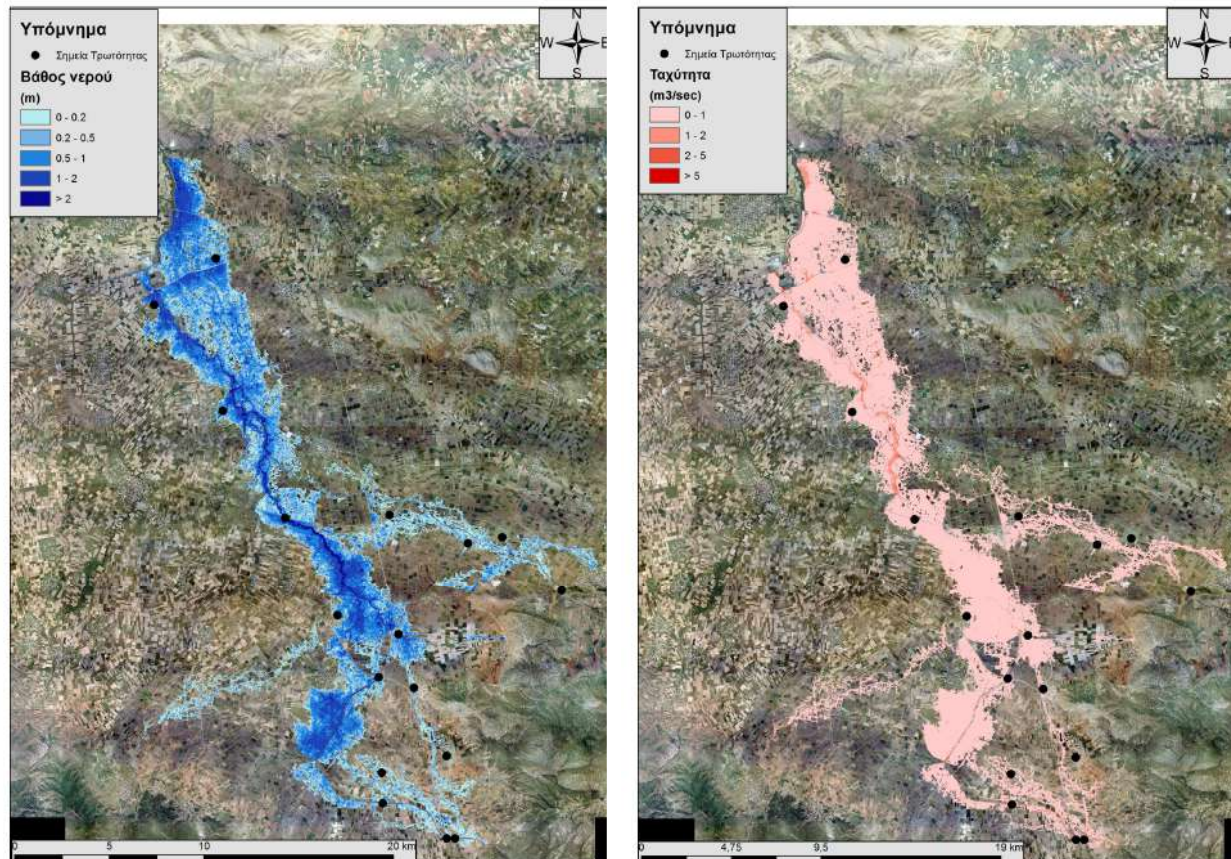 Υπόμνημα
Σημεία Τρωτότητας
Βάθος νερού
(m)
0 - 0.2
0.2 - 0.5
0.5 - 1
1 - 2
> 2
N
W E
S
0 5 10 20 km
Υπόμνημα
Σημεία Τρωτότητας
Ταχύτητα
(m3/sec)
0 - 1
1 - 2
2 - 5
> 5
N
W E
S
0 4,75 9,5 19 km